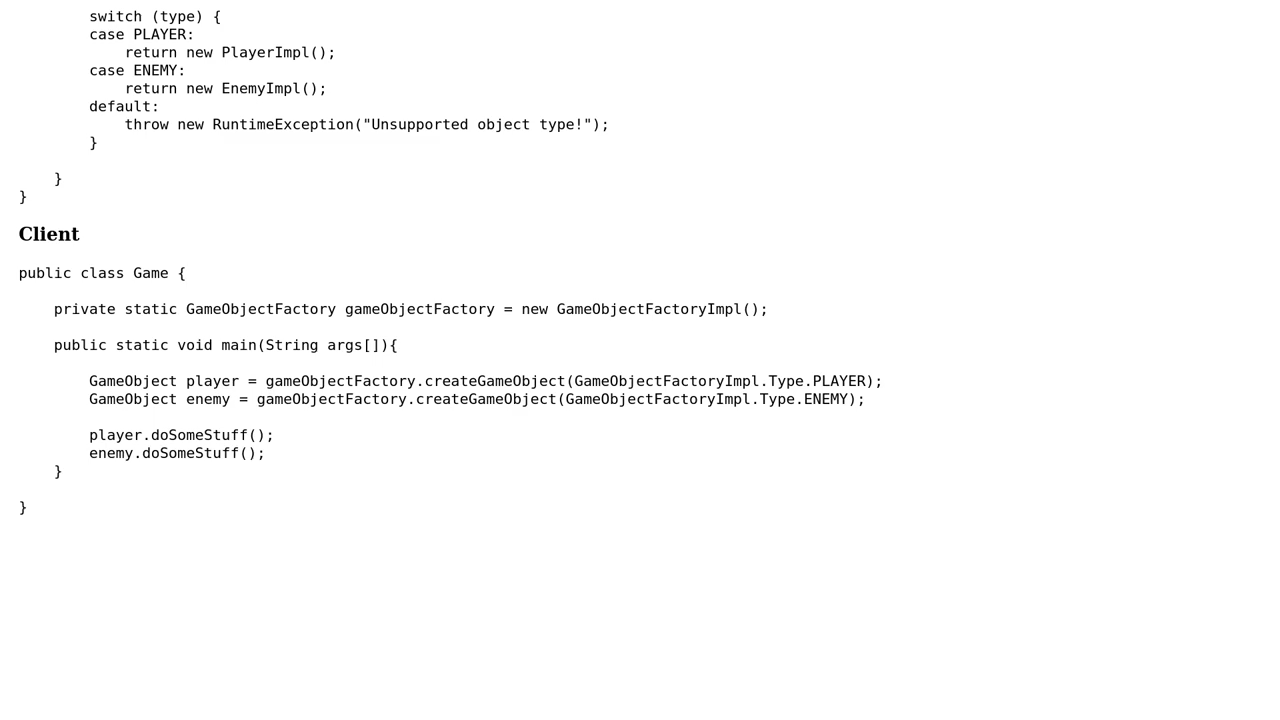 switch (type) {
        case PLAYER:
            return new PlayerImpl();
        case ENEMY:
            return new EnemyImpl();
        default:
            throw new RuntimeException("Unsupported object type!");
        }
    }
}
Client
public class Game {
    private static GameObjectFactory gameObjectFactory = new GameObjectFactoryImpl();
    public static void main(String args[]){
        GameObject player = gameObjectFactory.createGameObject(GameObjectFactoryImpl.Type.PLAYER);
        GameObject enemy = gameObjectFactory.createGameObject(GameObjectFactoryImpl.Type.ENEMY);
        player.doSomeStuff();
        enemy.doSomeStuff();
    }
}